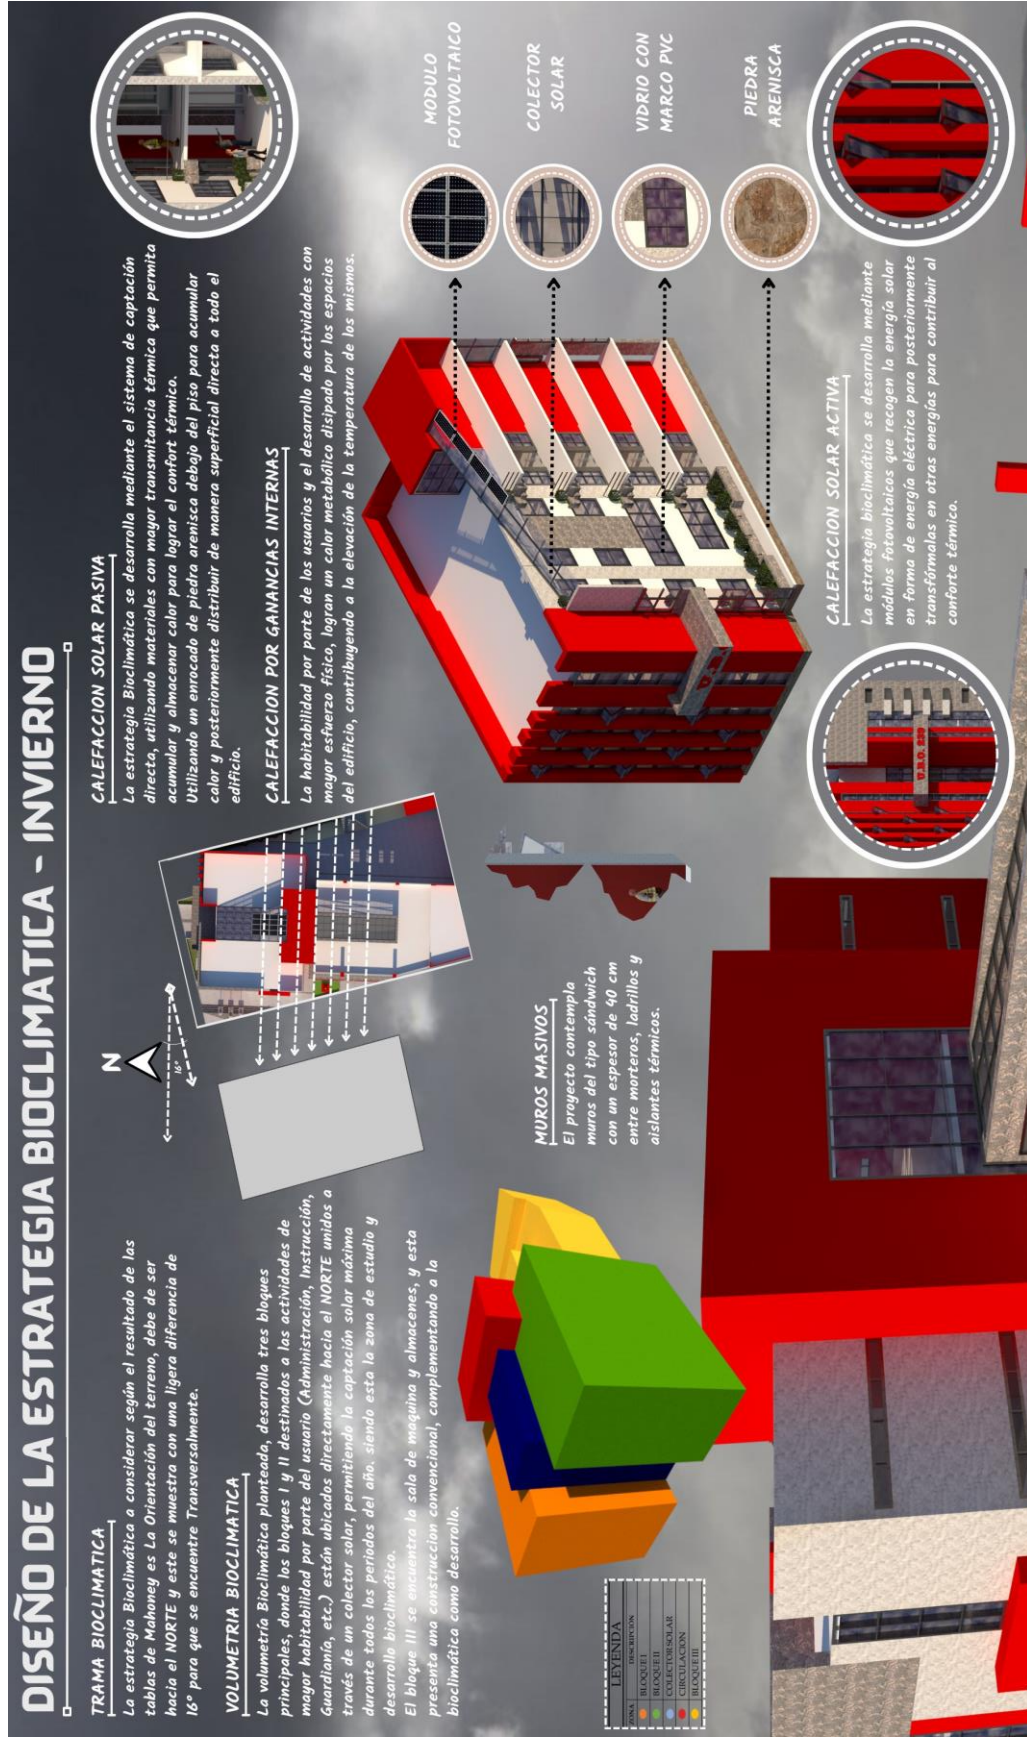 DISEÑO DE LA ESTRATEGIA BIOCLIMATICA - INVIERNO
TRAMA BIOCLIMATICA
La estrategia Bioclimática a considerar según el resultado de las
tablas de Mahoney es La Orientación del terreno, debe de ser
hacia el NORTE y este se muestra con una ligera diferencia de
16° para que se encuentre Transversalmente.
VOLUMETRIA BIOCLIMATICA
La volumetría Bioclimática planteada, desarrolla tres bloques
principales, donde los bloques I y II destinados a las actividades de
mayor habitabilidad por parte del usuario (Administración, Instrucción,
Guardianía, etc.) están ubicados directamente hacia el NORTE unidos a
través de un colector solar, permitiendo la captación solar máxima
durante todos los periodos del año. siendo esta la zona de estudio y
desarrollo bioclimático.
El bloque III se encuentra la sala de maquina y almacenes, y esta
presenta una construcción convencional, complementando a la
bioclimática como desarrollo.
LEYENDA
ZONA DESCRIPCIÓN
BLOQUE I
BLOQUE II
COLECTOR SOLAR
CIRCULACION
BLOQUE III
N
16°
MUROS MASIVOS
El proyecto contempla
muros del tipo sándwich
con un espesor de 40 cm
entre morteros, ladrillos y
aislantes térmicos.
CALEFACCION SOLAR PASIVA
La estrategia Bioclimática se desarrolla mediante el sistema de captación
directa, utilizando materiales con mayor transmitancia térmica que permita
acumular y almacenar calor para lograr el confort térmico.
Utilizando un enrocado de piedra arenisca debajo del piso para acumular
calor y posteriormente distribuir de manera superficial directa a todo el
edificio.
CALEFACCION POR GANANCIAS INTERNAS
La habitabilidad por parte de los usuarios y el desarrollo de actividades con
mayor esfuerzo físico, logran un calor metabólico disipado por los espacios
del edificio, contribuyendo a la elevación de la temperatura de los mismos.
MODULO
FOTOVOLTAICO
COLECTOR
SOLAR
VIDRIO CON
MARCO PVC
PIEDRA
ARENISCA
CALEFACCION SOLAR ACTIVA
La estrategia bioclimática se desarrolla mediante
módulos fotovoltaicos que recogen la energía solar
en forma de energía eléctrica para posteriormente
transfórmalas en otras energías para contribuir al
conforte térmico.